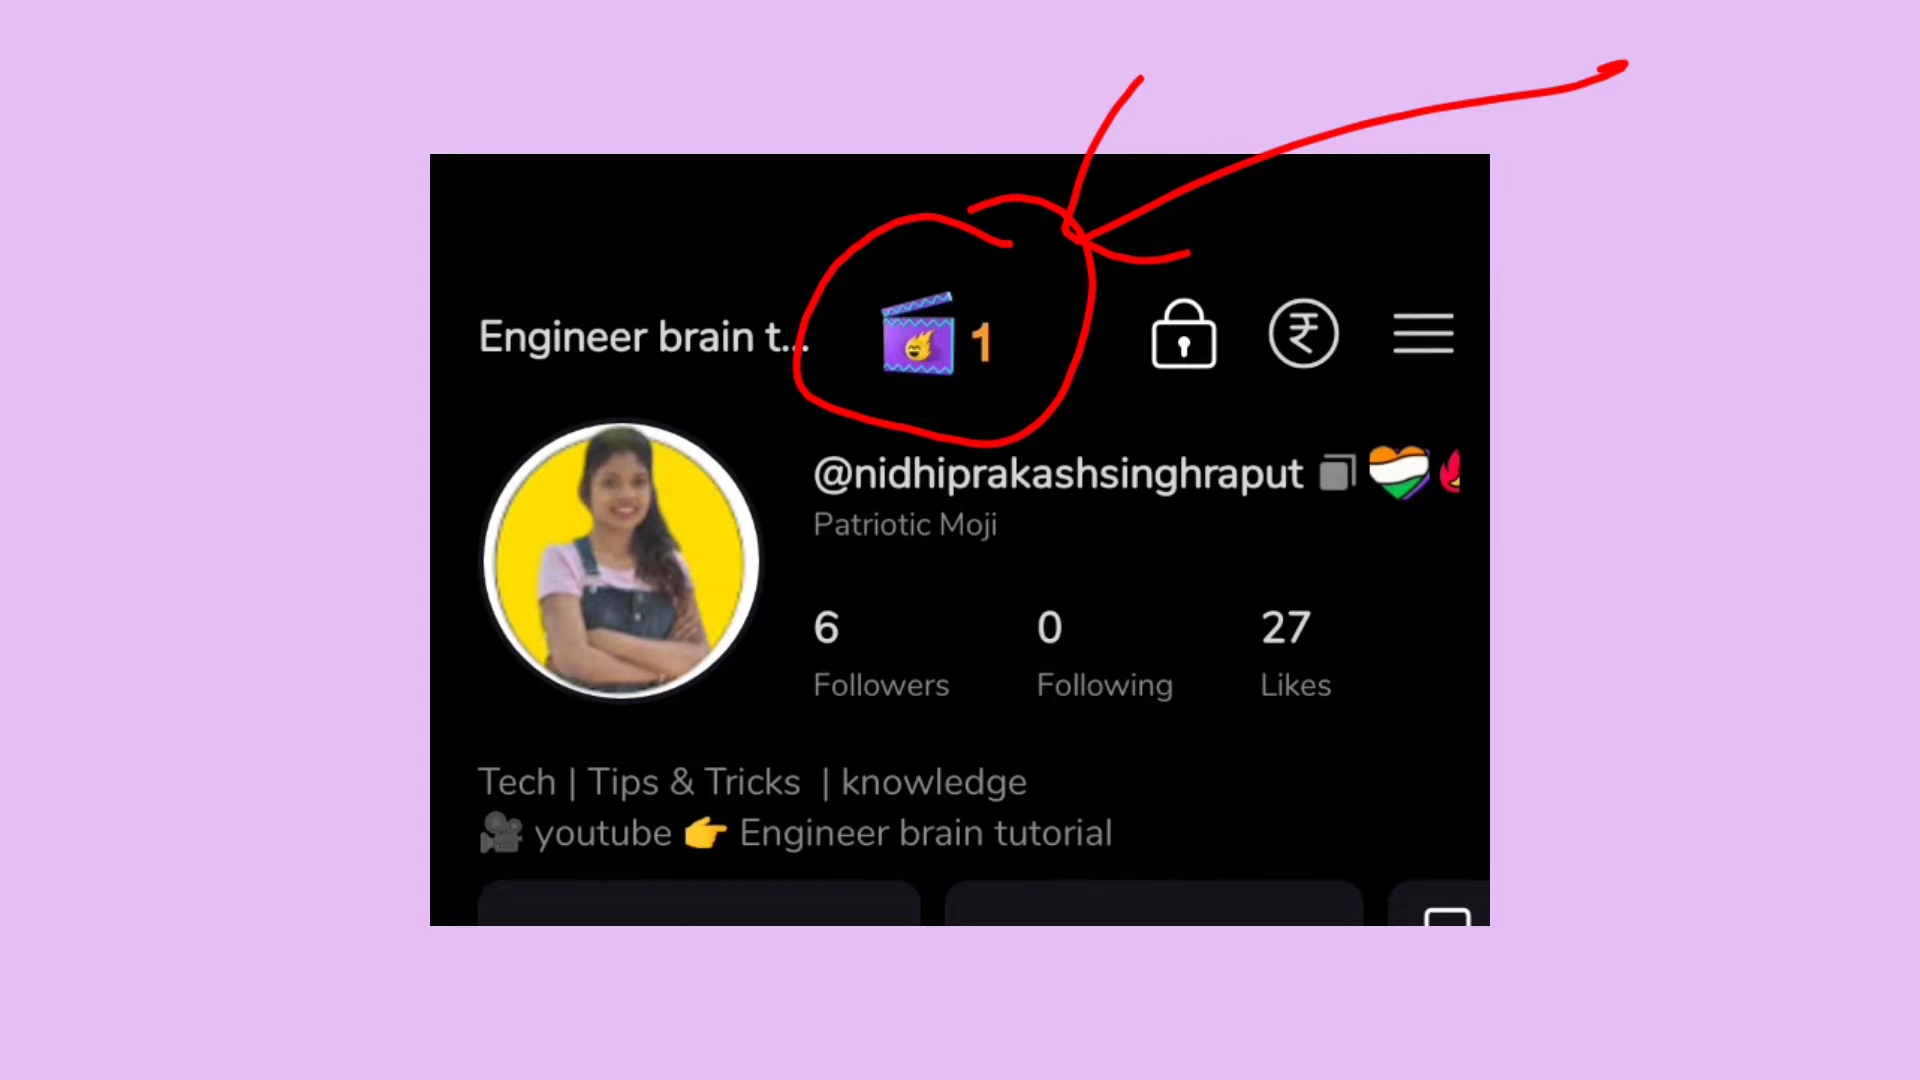 Engineer brain t... 1
@nidhiprakashsinghraput
Patriotic Moji
6 0 27
Followers Following Likes
Tech | Tips & Tricks | knowledge
youtube 👉 Engineer brain tutorial